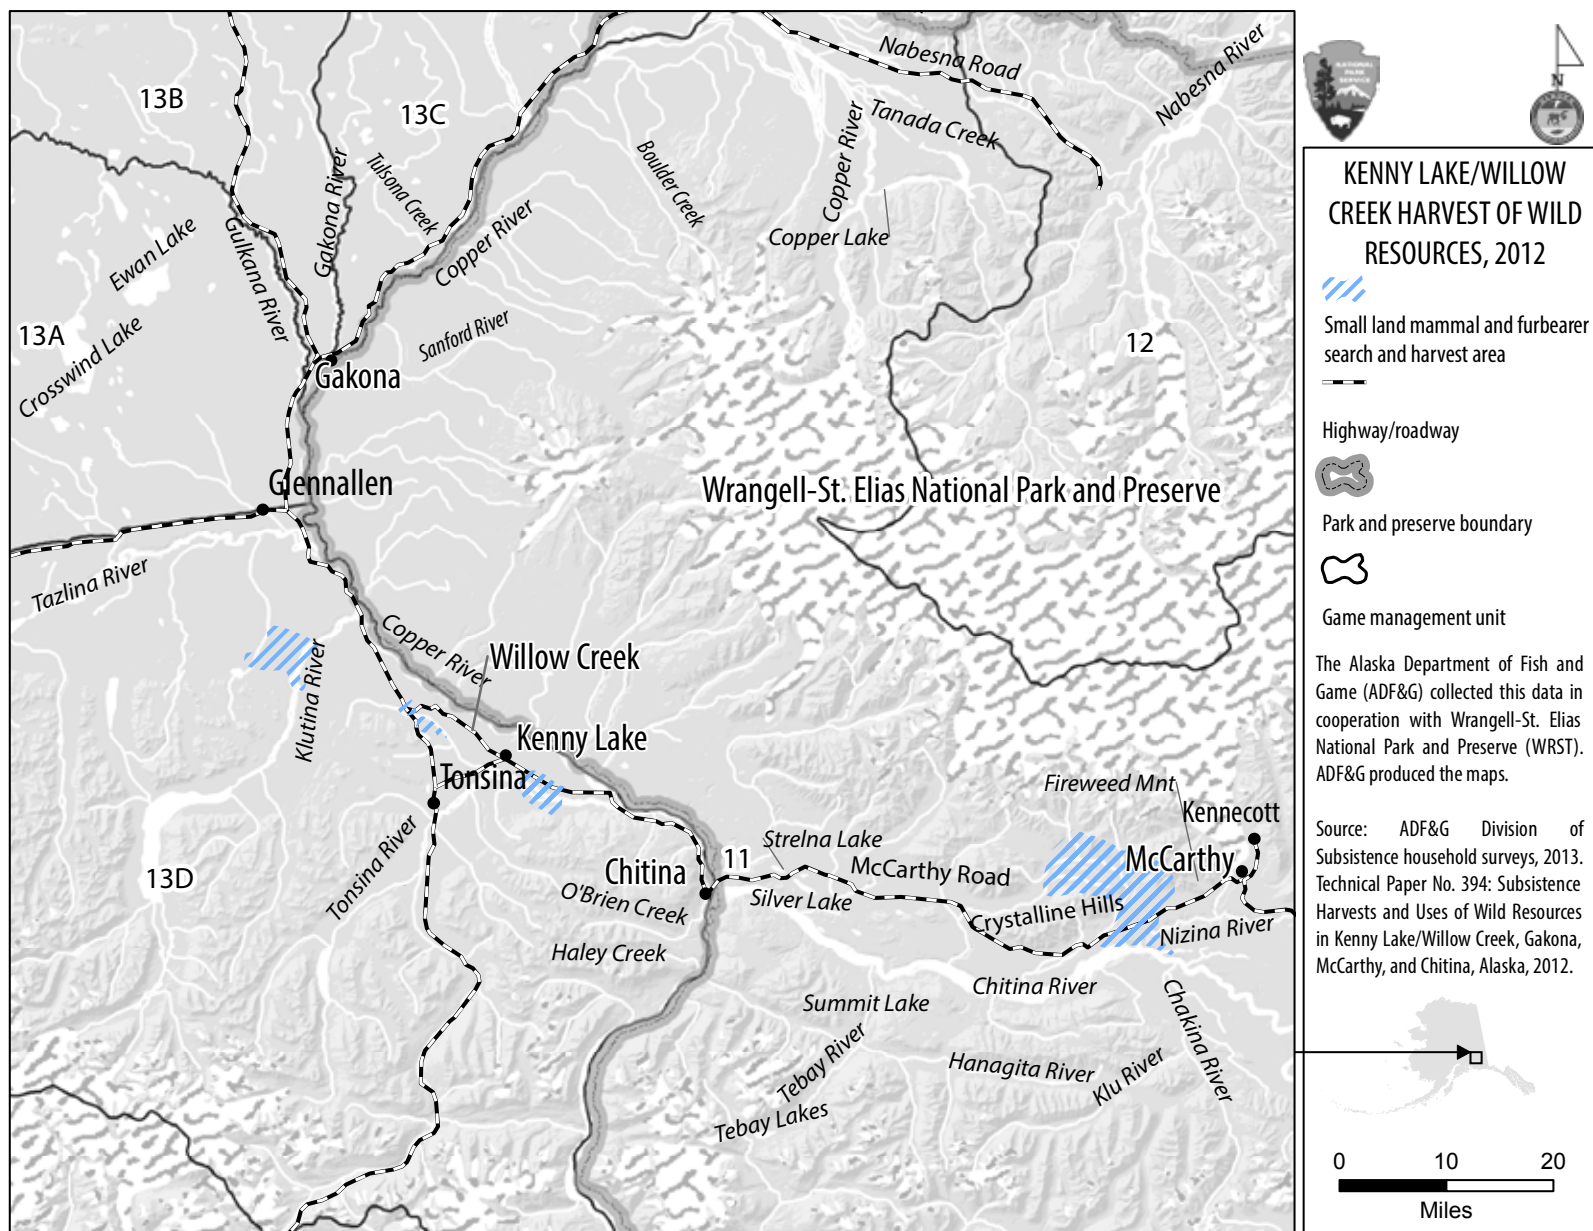 Nabesna Road
Nabesna River
13B
13C
Tanada Creek
Copper River
Boulder Creek
Tulsona Creek
Gakona River
Copper River
Copper Lake
Ewan Lake
Gulkana River
Sanford River
13A
Crosswind Lake
12
Gakona
Glennallen
Wrangell-St. Elias National Park and Preserve
Tazlina River
Copper River
Willow Creek
Klutina River
Kenny Lake
Tonsina
Fireweed Mnt
Kennecott
Strelna Lake
11
McCarthy
McCarthy Road
Chitina
13D
Tonsina River
O'Brien Creek
Silver Lake
Crystalline Hills
Nizina River
Haley Creek
Chitina River
Summit Lake
Chakina River
Tebay River
Hanagita River
Klu River
Tebay Lakes
NATIONAL
PARK
SERVICE
N
KENNY LAKE/WILLOW
CREEK HARVEST OF WILD
RESOURCES, 2012
Small land mammal and furbearer
search and harvest area
Highway/roadway
Park and preserve boundary
Game management unit
The Alaska Department of Fish and
Game (ADF&G) collected this data in
cooperation with Wrangell-St. Elias
National Park and Preserve (WRST).
ADF&G produced the maps.
Source: ADF&G Division of
Subsistence household surveys, 2013.
Technical Paper No. 394: Subsistence
Harvests and Uses of Wild Resources
in Kenny Lake/Willow Creek, Gakona,
McCarthy, and Chitina, Alaska, 2012.
0 10 20
Miles